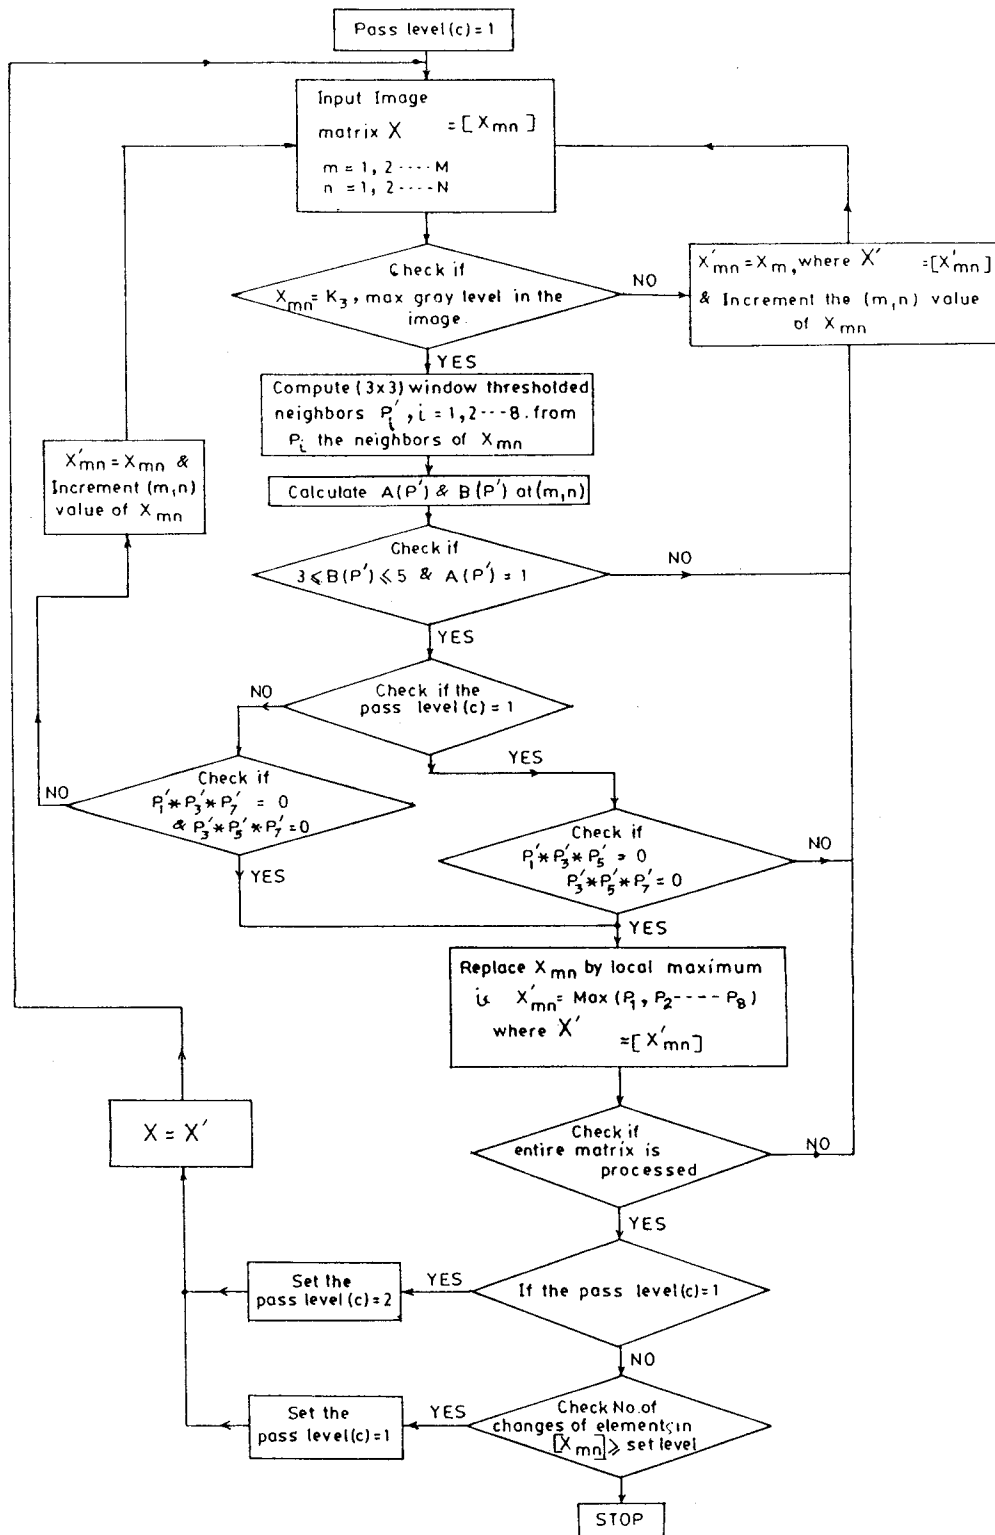 Pass level(c)=1
Input Image
matrix X =[Xmn]
m = 1, 2 ---- M
n = 1, 2 ---- N
Check if
Xmn = K3, max gray level in the
image.
NO
X'mn = Xm, where X' =[X'mn]
& Increment the (m,n) value
of Xmn
YES
Compute (3x3) window thresholded
neighbors P'i, i = 1, 2 --- 8. from
Pi the neighbors of Xmn
X'mn = Xmn &
Increment (m,n)
value of Xmn
Calculate A(P') & B(P') at(m,n)
Check if
3 ⩽ B(P') ⩽ 5 & A(P') = 1
NO
YES
Check if the
pass level(c) = 1
NO
YES
Check if
P'1 * P'3 * P'7 = 0
& P'3 * P'5 * P'7 = 0
NO
YES
Check if
P'1 * P'3 * P'5 = 0
P'3 * P'5 * P'7 = 0
NO
YES
Replace Xmn by local maximum
is X'mn = Max (P1, P2 ---- P8)
where X' =[X'mn]
X = X'
Check if
entire matrix is
processed
NO
YES
If the pass level(c)=1
YES
Set the
pass level(c)=2
NO
Check No.of
changes of elements in
[Xmn] ⩾ set level
YES
Set the
pass level(c)=1
STOP